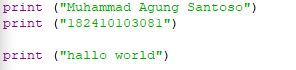 print ("Muhammad Agung Santoso")
print ("182410103081")
print ("hallo world")